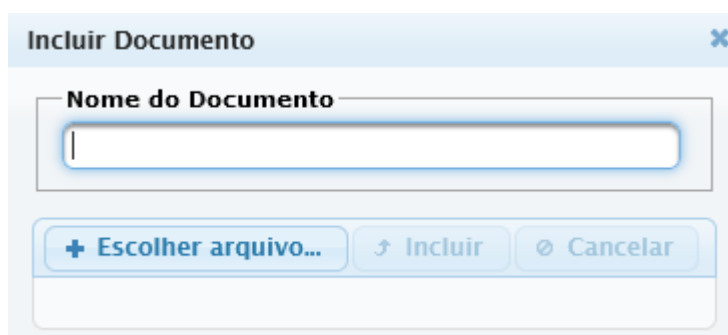 Incluir Documento
Nome do Documento
Escolher arquivo... Incluir Cancelar